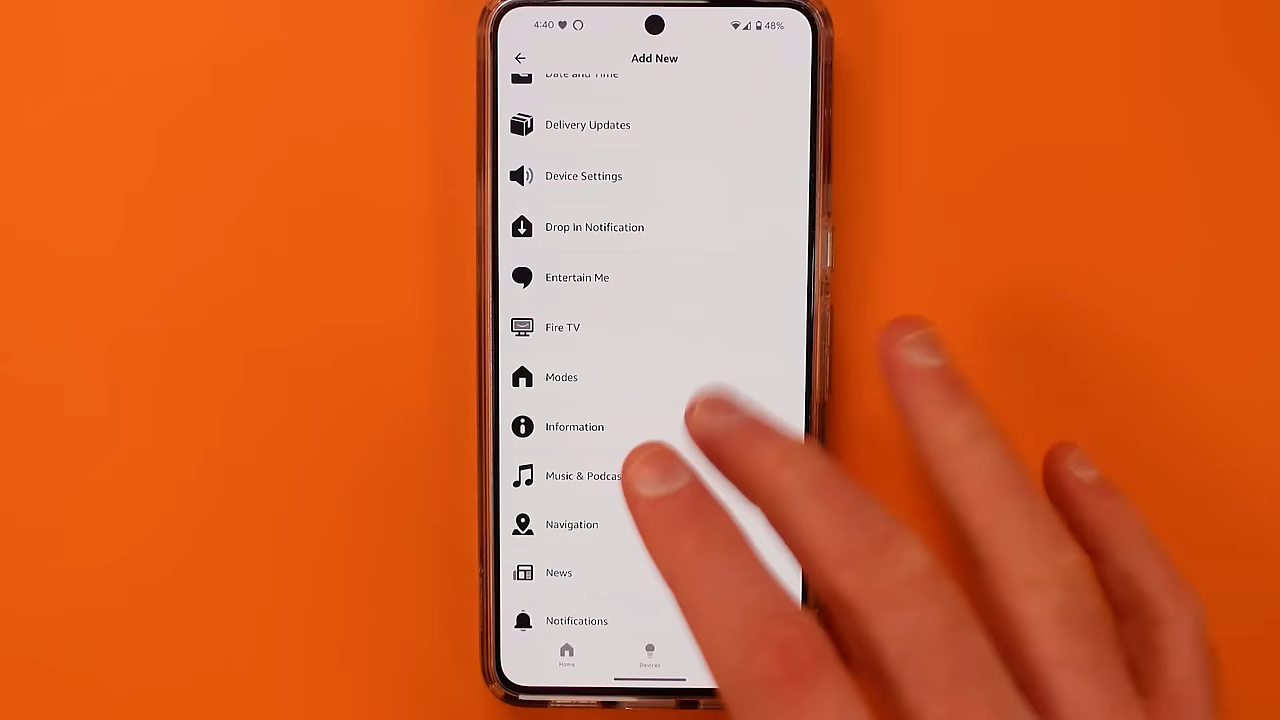 4:40
48%
Add New
Date and Time
Delivery Updates
Device Settings
Drop In Notification
Entertain Me
Fire TV
Modes
Information
Music & Podcas
Navigation
News
Notifications
Home
Devices